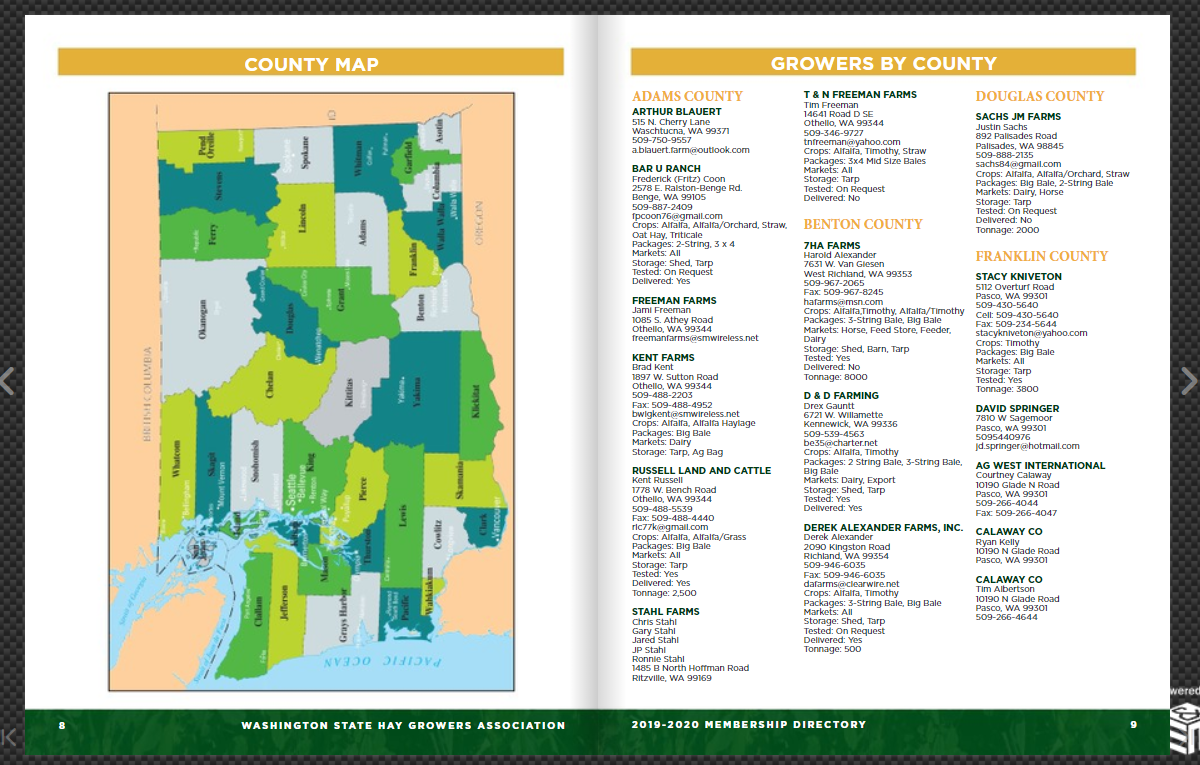 COUNTY MAP
BRITISH COLUMBIA
OREGON
PACIFIC OCEAN
ID
Pend
Oreille
Stevens
Ferry
Okanogan
Spokane
Lincoln
Whitman
Adams
Asotin
Garfield
Columbia
Walla Walla
Franklin
Grant
Douglas
Benton
Chelan
Kittitas
Yakima
Klickitat
Whatcom
Skagit
Snohomish
King
Pierce
Lewis
Skamania
Cowlitz
Clark
Thurston
Mason
Jefferson
Clallam
Grays Harbor
Pacific
Wahkiakum
Seattle
Bellevue
Renton
Mount Vernon
Bellingham
Wenatchee
Yakima
Vancouver
Walla Walla
8
WASHINGTON STATE HAY GROWERS ASSOCIATION
GROWERS BY COUNTY
ADAMS COUNTY
ARTHUR BLAUERT
515 N. Cherry Lane
Waschtucna, WA 99371
509-750-9557
a.blauert.farm@outlook.com
BAR U RANCH
Frederick (Fritz) Coon
2578 E. Ralston-Benge Rd.
Benge, WA 99105
509-887-2409
fpcoon76@gmail.com
Crops: Alfalfa, Alfalfa/Orchard, Straw,
Oat Hay, Triticale
Packages: 2-String, 3 x 4
Markets: All
Storage: Shed, Tarp
Tested: On Request
Delivered: Yes
FREEMAN FARMS
Jami Freeman
1085 S. Athey Road
Othello, WA 99344
freemanfarms@smwireless.net
KENT FARMS
Brad Kent
1897 W. Sutton Road
Othello, WA 99344
509-488-2203
Fax: 509-488-4952
bwlgkent@smwireless.net
Crops: Alfalfa, Alfalfa Haylage
Packages: Big Bale
Markets: Dairy
Storage: Tarp, Ag Bag
RUSSELL LAND AND CATTLE
Kent Russell
1778 W. Bench Road
Othello, WA 99344
509-488-5539
Fax: 509-488-4440
rlc77k@gmail.com
Crops: Alfalfa, Alfalfa/Grass
Packages: Big Bale
Markets: All
Storage: Tarp
Tested: Yes
Delivered: Yes
Tonnage: 2,500
STAHL FARMS
Chris Stahl
Gary Stahl
Jared Stahl
JP Stahl
Ronnie Stahl
1485 B North Hoffman Road
Ritzville, WA 99169
T & N FREEMAN FARMS
Tim Freeman
14641 Road D SE
Othello, WA 99344
509-346-9727
tnfreeman@yahoo.com
Crops: Alfalfa, Timothy, Straw
Packages: 3x4 Mid Size Bales
Markets: All
Storage: Tarp
Tested: On Request
Delivered: No
BENTON COUNTY
7HA FARMS
Harold Alexander
7631 W. Van Giesen
West Richland, WA 99353
509-967-2065
Fax: 509-967-8245
hafarms@msn.com
Crops: Alfalfa,Timothy, Alfalfa/Timothy
Packages: 3-String Bale, Big Bale
Markets: Horse, Feed Store, Feeder,
Dairy
Storage: Shed, Barn, Tarp
Tested: Yes
Delivered: No
Tonnage: 8000
D & D FARMING
Drex Gauntt
6721 W. Willamette
Kennewick, WA 99336
509-539-4563
be35@charter.net
Crops: Alfalfa, Timothy
Packages: 2 String Bale, 3-String Bale,
Big Bale
Markets: Dairy, Export
Storage: Shed, Tarp
Tested: Yes
Delivered: Yes
DEREK ALEXANDER FARMS, INC.
Derek Alexander
2090 Kingston Road
Richland, WA 99354
509-946-6035
Fax: 509-946-6035
dafarms@clearwire.net
Crops: Alfalfa, Timothy
Packages: 3-String Bale, Big Bale
Markets: All
Storage: Shed, Tarp
Tested: On Request
Delivered: Yes
Tonnage: 500
DOUGLAS COUNTY
SACHS JM FARMS
Justin Sachs
892 Palisades Road
Palisades, WA 98845
509-888-2135
sachs84@gmail.com
Crops: Alfalfa, Alfalfa/Orchard, Straw
Packages: Big Bale, 2-String Bale
Markets: Dairy, Horse
Storage: Tarp
Tested: On Request
Delivered: No
Tonnage: 2000
FRANKLIN COUNTY
STACY KNIVETON
5112 Overturf Road
Pasco, WA 99301
509-430-5640
Cell: 509-430-5640
Fax: 509-234-5644
stacykniveton@yahoo.com
Crops: Timothy
Packages: Big Bale
Markets: All
Storage: Tarp
Tested: Yes
Tonnage: 3800
DAVID SPRINGER
7810 W Sagemoor
Pasco, WA 99301
5095440976
jd.springer@hotmail.com
AG WEST INTERNATIONAL
Courtney Calaway
10190 Glade N Road
Pasco, WA 99301
509-266-4044
Fax: 509-266-4047
CALAWAY CO
Ryan Kelly
10190 N Glade Road
Pasco, WA 99301
CALAWAY CO
Tim Albertson
10190 N Glade Road
Pasco, WA 99301
509-266-4644
2019-2020 MEMBERSHIP DIRECTORY
9
wered